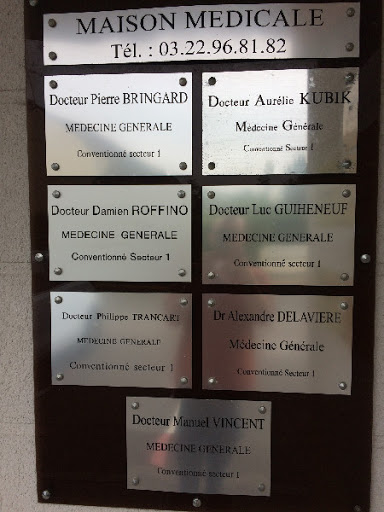 MAISON MEDICALE
Tél. : 03.22.96.81.82
Docteur Pierre BRINGARD
MEDECINE GENERALE
Conventionné secteur 1
Docteur Aurélie KUBIK
Médecine Générale
Conventionné Secteur 1
Docteur Damien ROFFINO
MEDECINE GENERALE
Conventionné Secteur 1
Docteur Luc GUIHENEUF
MEDECINE GENERALE
Conventionné secteur 1
Docteur Philippe TRANCART
MEDECINE GENERALE
Conventionné secteur 1
Dr Alexandre DELAVIERE
Médecine Générale
Conventionné Secteur 1
Docteur Manuel VINCENT
MEDECINE GENERALE
Conventionné secteur 1